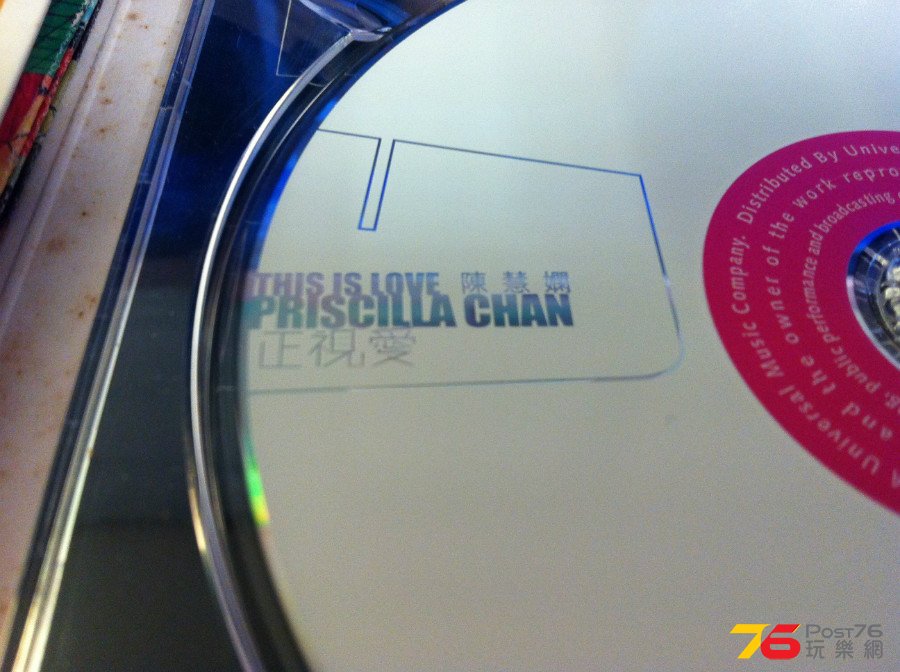 THIS IS LOVE 陳慧嫻
PRISCILLA CHAN
正視愛
A Universal Music Company. Distributed By Unive
and the owner of the work repro
public performance and broadcasting
76 POST76
玩樂網